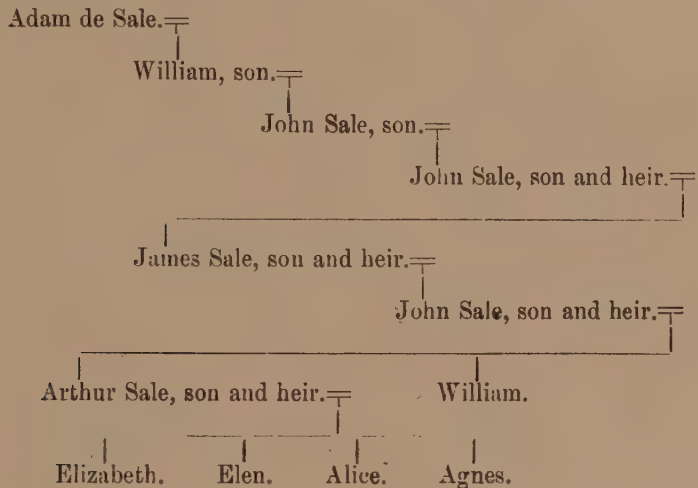 Adam de Sale.
William, son.
John Sale, son.
John Sale, son and heir.
James Sale, son and heir.
John Sale, son and heir.
Arthur Sale, son and heir. William.
Elizabeth. Elen. Alice. Agnes.